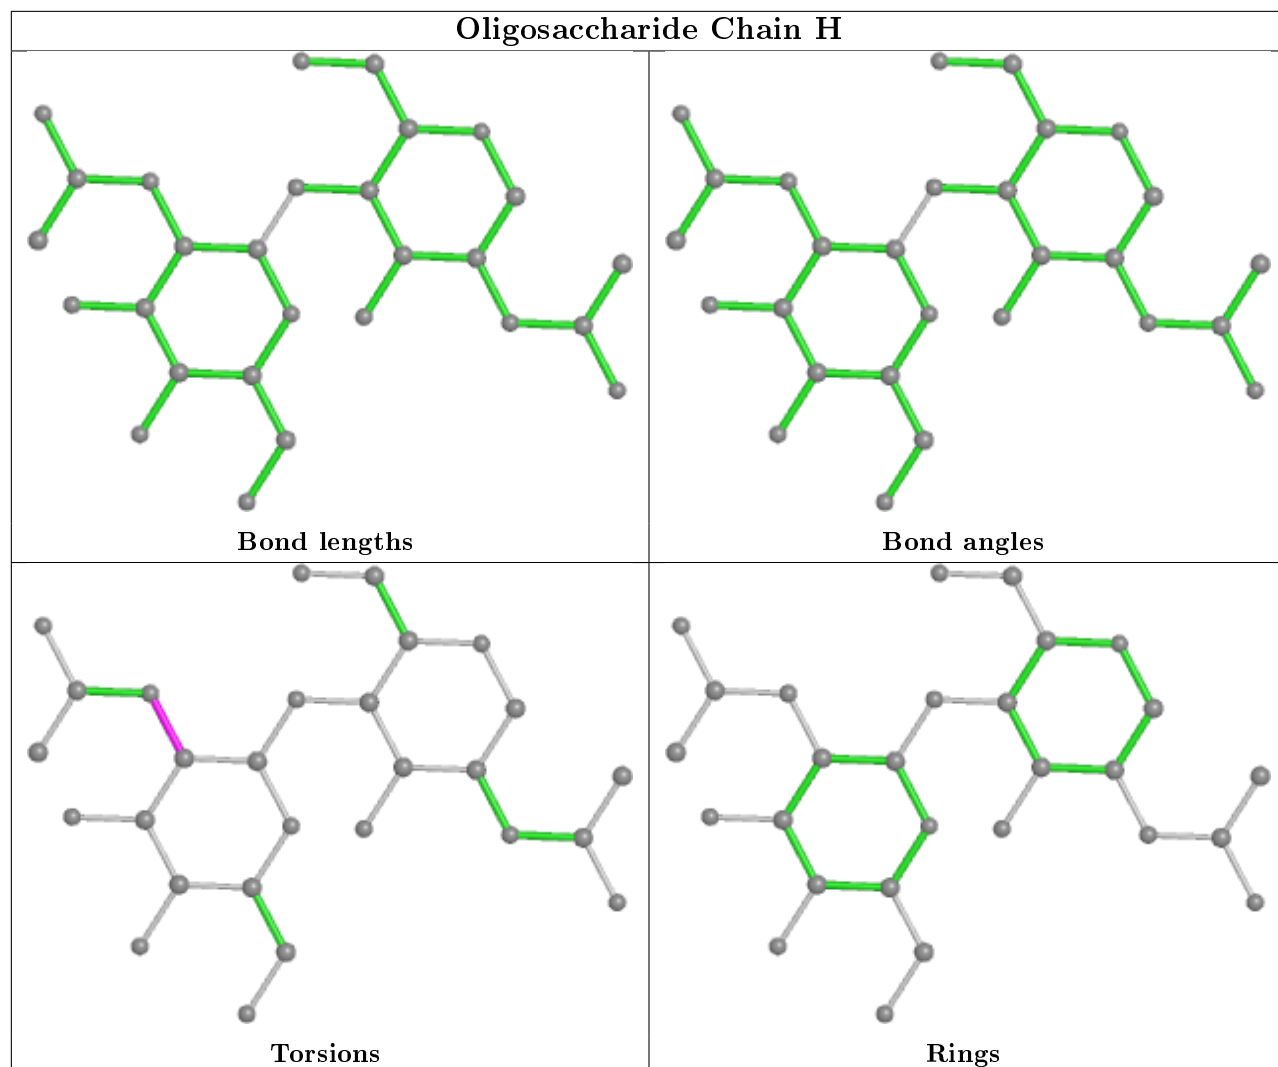 Oligosaccharide Chain H
Bond lengths
Bond angles
Torsions
Rings